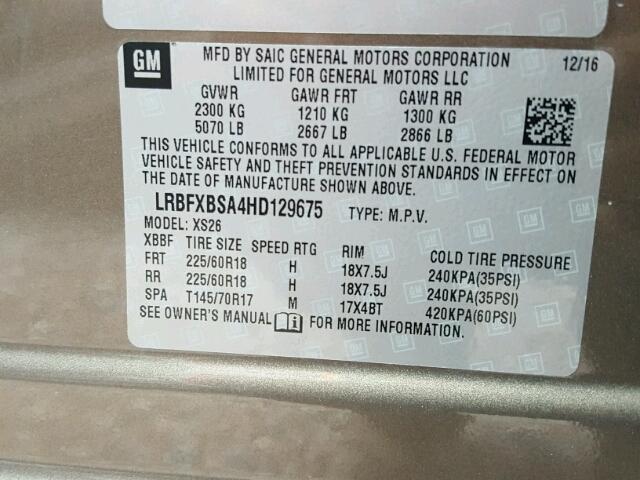 GM
MFD BY SAIC GENERAL MOTORS CORPORATION
LIMITED FOR GENERAL MOTORS LLC
12/16
GVWR GAWR FRT GAWR RR
2300 KG 1210 KG 1300 KG
5070 LB 2667 LB 2866 LB
THIS VEHICLE CONFORMS TO ALL APPLICABLE U.S. FEDERAL MOTOR
VEHICLE SAFETY AND THEFT PREVENTION STANDARDS IN EFFECT ON
THE DATE OF MANUFACTURE SHOWN ABOVE.
LRBFXBSA4HD129675 TYPE: M.P.V.
MODEL: XS26
XBBF TIRE SIZE SPEED RTG RIM COLD TIRE PRESSURE
FRT 225/60R18 H 18X7.5J 240KPA(35PSI)
RR 225/60R18 H 18X7.5J 240KPA(35PSI)
SPA T145/70R17 M 17X4BT 420KPA(60PSI)
SEE OWNER'S MANUAL FOR MORE INFORMATION.